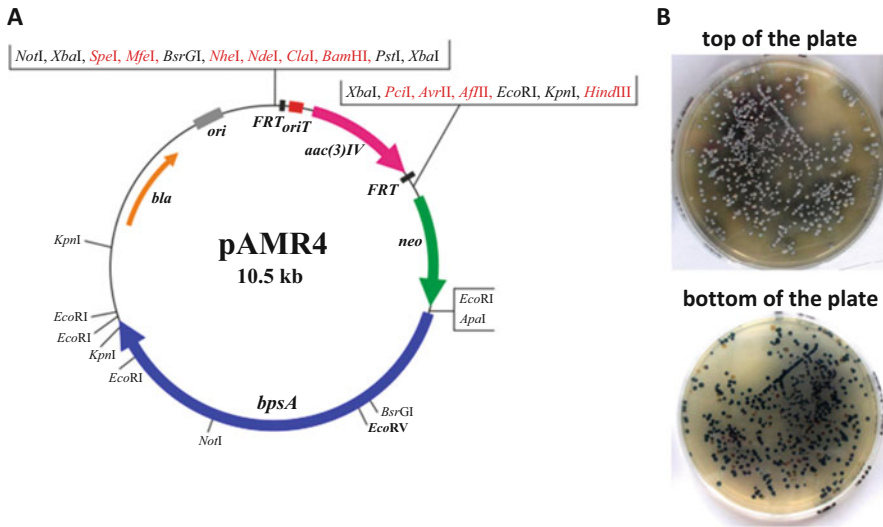 A
NotI, XbaI, SpeI, MfeI, BsrGI, NheI, NdeI, ClaI, BamHI, PstI, XbaI
XbaI, PciI, AvrII, AflII, EcoRI, KpnI, HindIII
FRT oriT
ori
aac(3)IV
FRT
bla
neo
KpnI
pAMR4
10.5 kb
EcoRI
ApaI
EcoRI
EcoRI
KpnI
EcoRI
bpsA
NotI
BsrGI
EcoRV
B
top of the plate
bottom of the plate